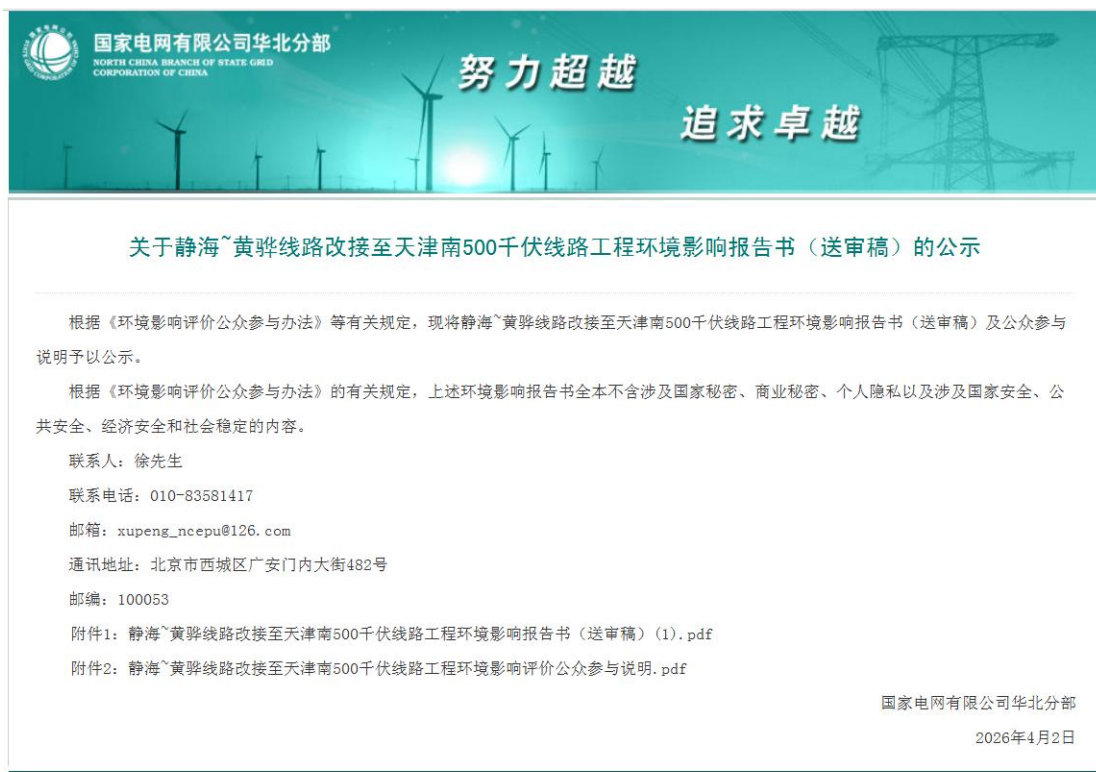 国家电网有限公司华北分部
NORTH CHINA BRANCH OF STATE GRID
CORPORATION OF CHINA
努力超越
追求卓越
关于静海~黄骅线路改接至天津南500千伏线路工程环境影响报告书（送审稿）的公示
根据《环境影响评价公众参与办法》等有关规定，现将静海~黄骅线路改接至天津南500千伏线路工程环境影响报告书（送审稿）及公众参与
说明予以公示。
根据《环境影响评价公众参与办法》的有关规定，上述环境影响报告书全本不含涉及国家秘密、商业秘密、个人隐私以及涉及国家安全、公
共安全、经济安全和社会稳定的内容。
联系人：徐先生
联系电话：010-83581417
邮箱：xupeng_ncepu@126.com
通讯地址：北京市西城区广安门内大街482号
邮编：100053
附件1：静海~黄骅线路改接至天津南500千伏线路工程环境影响报告书（送审稿）(1).pdf
附件2：静海~黄骅线路改接至天津南500千伏线路工程环境影响评价公众参与说明.pdf
国家电网有限公司华北分部
2026年4月2日